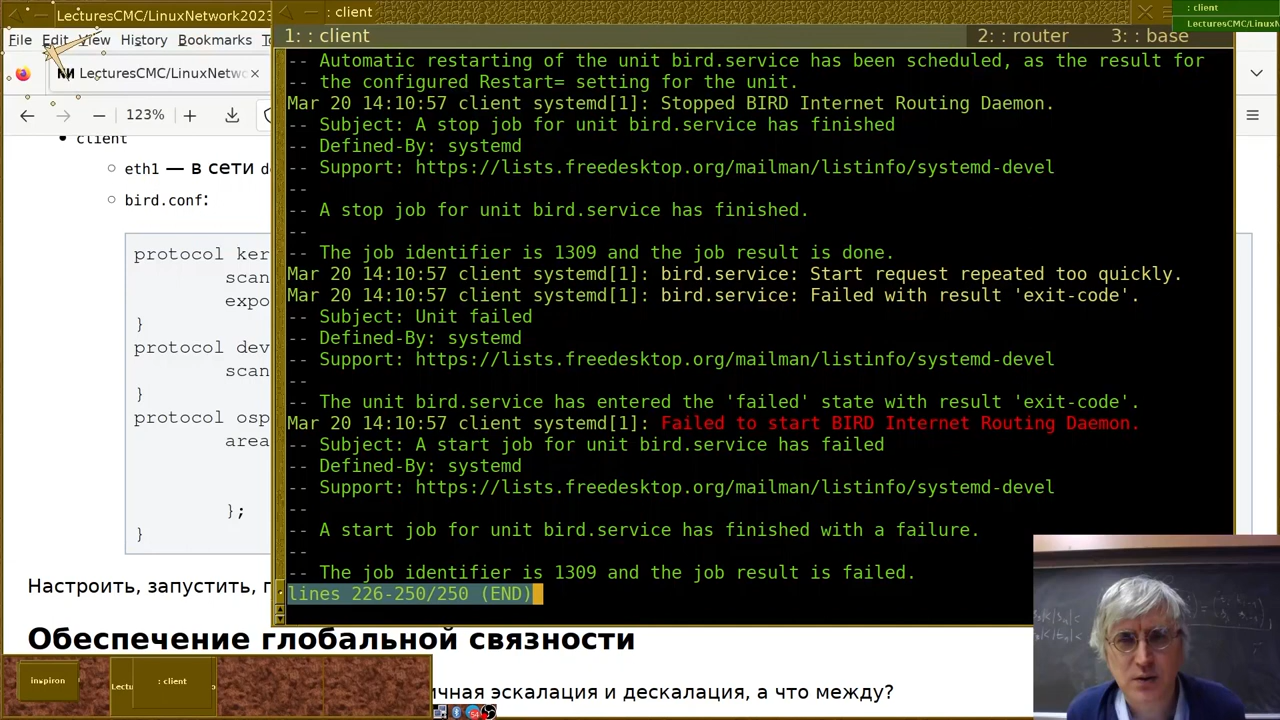 LecturesCMC/LinuxNetwork2023
: client
: client
LecturesCMC/LinuxN
File Edit View History Bookmarks
1: : client
2: : router
3: : base
LecturesCMC/LinuxNetwo
123%
client
eth1 — в сети
bird.conf:
protocol ker
scan
expo
}
protocol dev
scan
}
protocol osp
area
};
}
-- Automatic restarting of the unit bird.service has been scheduled, as the result for
-- the configured Restart= setting for the unit.
Mar 20 14:10:57 client systemd[1]: Stopped BIRD Internet Routing Daemon.
-- Subject: A stop job for unit bird.service has finished
-- Defined-By: systemd
-- Support: https://lists.freedesktop.org/mailman/listinfo/systemd-devel
--
-- A stop job for unit bird.service has finished.
--
-- The job identifier is 1309 and the job result is done.
Mar 20 14:10:57 client systemd[1]: bird.service: Start request repeated too quickly.
Mar 20 14:10:57 client systemd[1]: bird.service: Failed with result 'exit-code'.
-- Subject: Unit failed
-- Defined-By: systemd
-- Support: https://lists.freedesktop.org/mailman/listinfo/systemd-devel
--
-- The unit bird.service has entered the 'failed' state with result 'exit-code'.
Mar 20 14:10:57 client systemd[1]: Failed to start BIRD Internet Routing Daemon.
-- Subject: A start job for unit bird.service has failed
-- Defined-By: systemd
-- Support: https://lists.freedesktop.org/mailman/listinfo/systemd-devel
--
-- A start job for unit bird.service has finished with a failure.
--
-- The job identifier is 1309 and the job result is failed.
lines 226-250/250 (END)
Настроить, запустить,
Обеспечение глобальной связности
ичная эскалация и дескалация, а что между?
inspiron
Lectu
: client